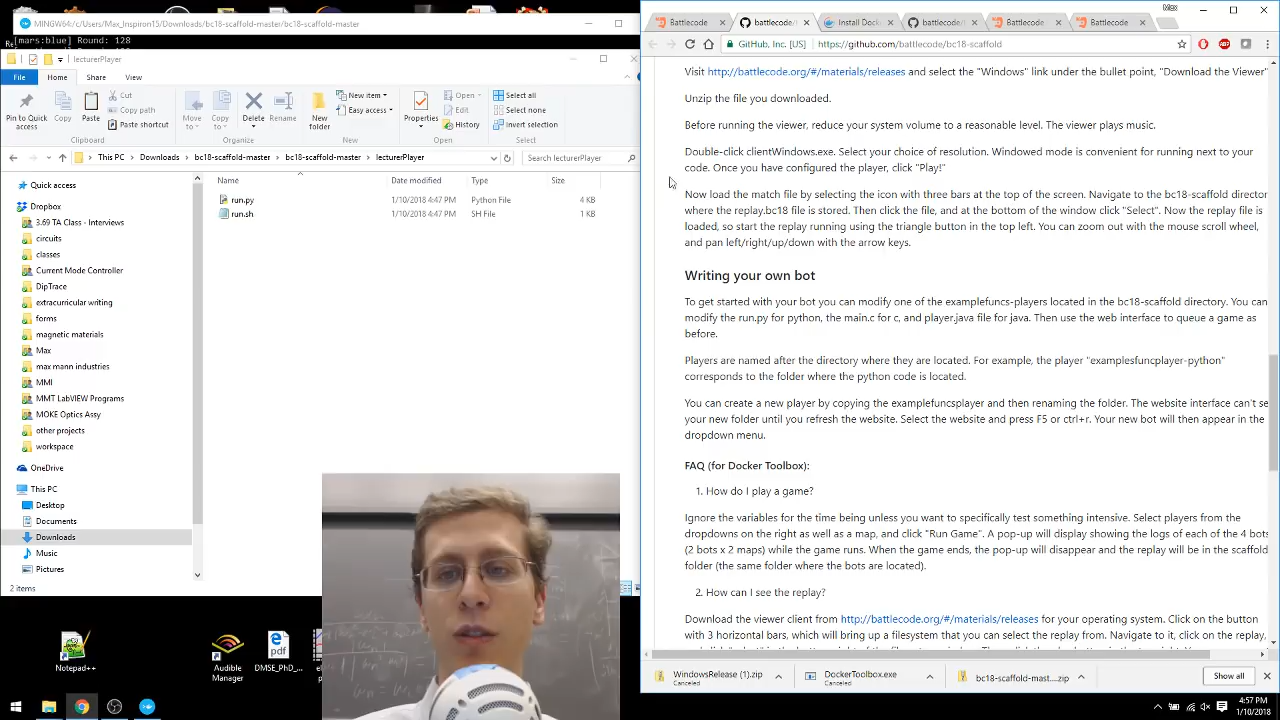 MINGW64:/c/Users/Max_Inspiron15/Downloads/bc18-scaffold-master/bc18-scaffold-master
[mars:blue] Round: 128
lecturerPlayer
File Home Share View
Pin to Quick access
Copy
Paste
Cut
Copy path
Paste shortcut
Clipboard
Move to
Copy to
Delete
Rename
Organize
New folder
New item
Easy access
New
Properties
Open
Edit
History
Open
Select all
Select none
Invert selection
Select
This PC Downloads bc18-scaffold-master bc18-scaffold-master lecturerPlayer
Search lecturerPlayer
Name Date modified Type Size
run.py 1/10/2018 4:47 PM Python File 4 KB
run.sh 1/10/2018 4:47 PM SH File 1 KB
Quick access
Dropbox
3.69 TA Class - Interviews
circuits
classes
Current Mode Controller
DipTrace
extracurricular writing
forms
magnetic materials
Max
max mann industries
MMI
MMT LabVIEW Programs
MOKE Optics Assy
other projects
workspace
OneDrive
This PC
Desktop
Documents
Downloads
Music
Pictures
2 items
Notepad++
Audible Manager
pdf
DMSE_PhD_...
Battlecode
GitHub - b
Install Doc
Battlecode
Battlecode
GitHub, Inc. [US] https://github.com/battlecode/bc18-scaffold
Visit http://battlecode.org/#/materials/releases and select the "Windows" link under the bullet point, "Download the Viewer"
Unzip the file you downloaded.
Before running the viewer, reduce your system volume to a reasonable level. The viewer plays music.
Double-click clientWindows.exe. Select your choice of resolution. Windowed mode is convenient for running next to your
code. Once you have configured the player, click "Play!"
Now load the match file by selecting the icon with tree bars at the top of the screen. Navigate to the bc18-scaffold director
where the replay.bc18 file is stored. Then click the file, and at the bottom of the window click "Select". Now the replay file is
loaded, so start the replay running using the triangle button in the top left. You can zoom out with the mouse scroll wheel,
and pan left/right/up/down with the arrow keys.
Writing your own bot
To get started with your bot you can modify one of the examplefuncs-players located in the bc18-scaffold directory. You can
modify the run.py for python, the main.c for c, and player.java file for java. Then use the web interface to queue a game as
before.
Players are named after the directory where they are located. For example, the player "examplesfuncplayer-python"
corresponds to the folder where the python code is located.
You can create a new player by copying the examplefuncsplayer and then renaming the folder. The website interface can't se
your new folder until you refresh the website. Select the website and press F5 or ctrl+r. Your new bot will then appear in the
dropdown menu.
FAQ (for Docker Toolbox):
1. How do I play a game?
Ignore the variables for the time being unless you want to specifically test something intensive. Select players from the
dropdowns on the right as well as a map, and click "Run Game". A pop-up will display showing the logs of each of the 4 bots
(2 bots x 2 maps) while the game runs. When the game ends, the pop-up will disappear and the replay will be in the scaffold
folder (the same folder where the bots are located).
2. How can I see the replay?
Download the viewer client from http://battlecode.org/#/materials/releases for your operating system. Click on the button
with 3 horizontal bars, which will bring up a filesystem that you can select the replay from. Navigate to it, click on the replay,
WindowsRelease (1).zip
Canceled
DockerToolbox.exe
Canceled
bc18-scaffold-mast....zip
Show all
4:57 PM
1/10/2018